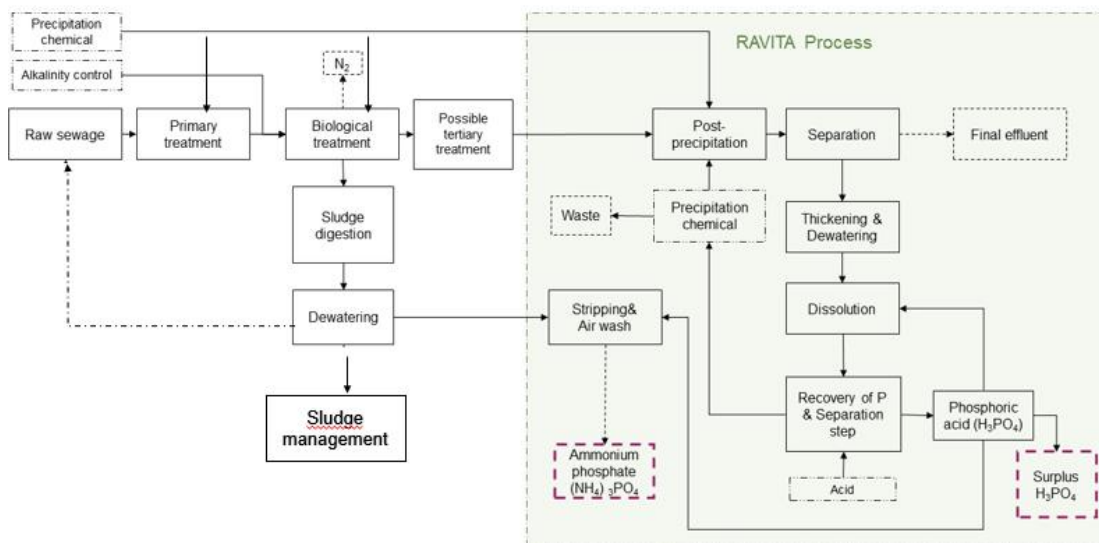 Precipitation
chemical
RAVITA Process
Alkalinity control
N₂
Raw sewage
Primary
treatment
Biological
treatment
Possible
tertiary
treatment
Post-
precipitation
Separation
Final effluent
Sludge
digestion
Waste
Precipitation
chemical
Thickening &
Dewatering
Dewatering
Stripping&
Air wash
Dissolution
Sludge
management
Recovery of P
& Separation
step
Phosphoric
acid (H₃PO₄)
Ammonium
phosphate
(NH₄) ₃PO₄
Acid
Surplus
H₃PO₄